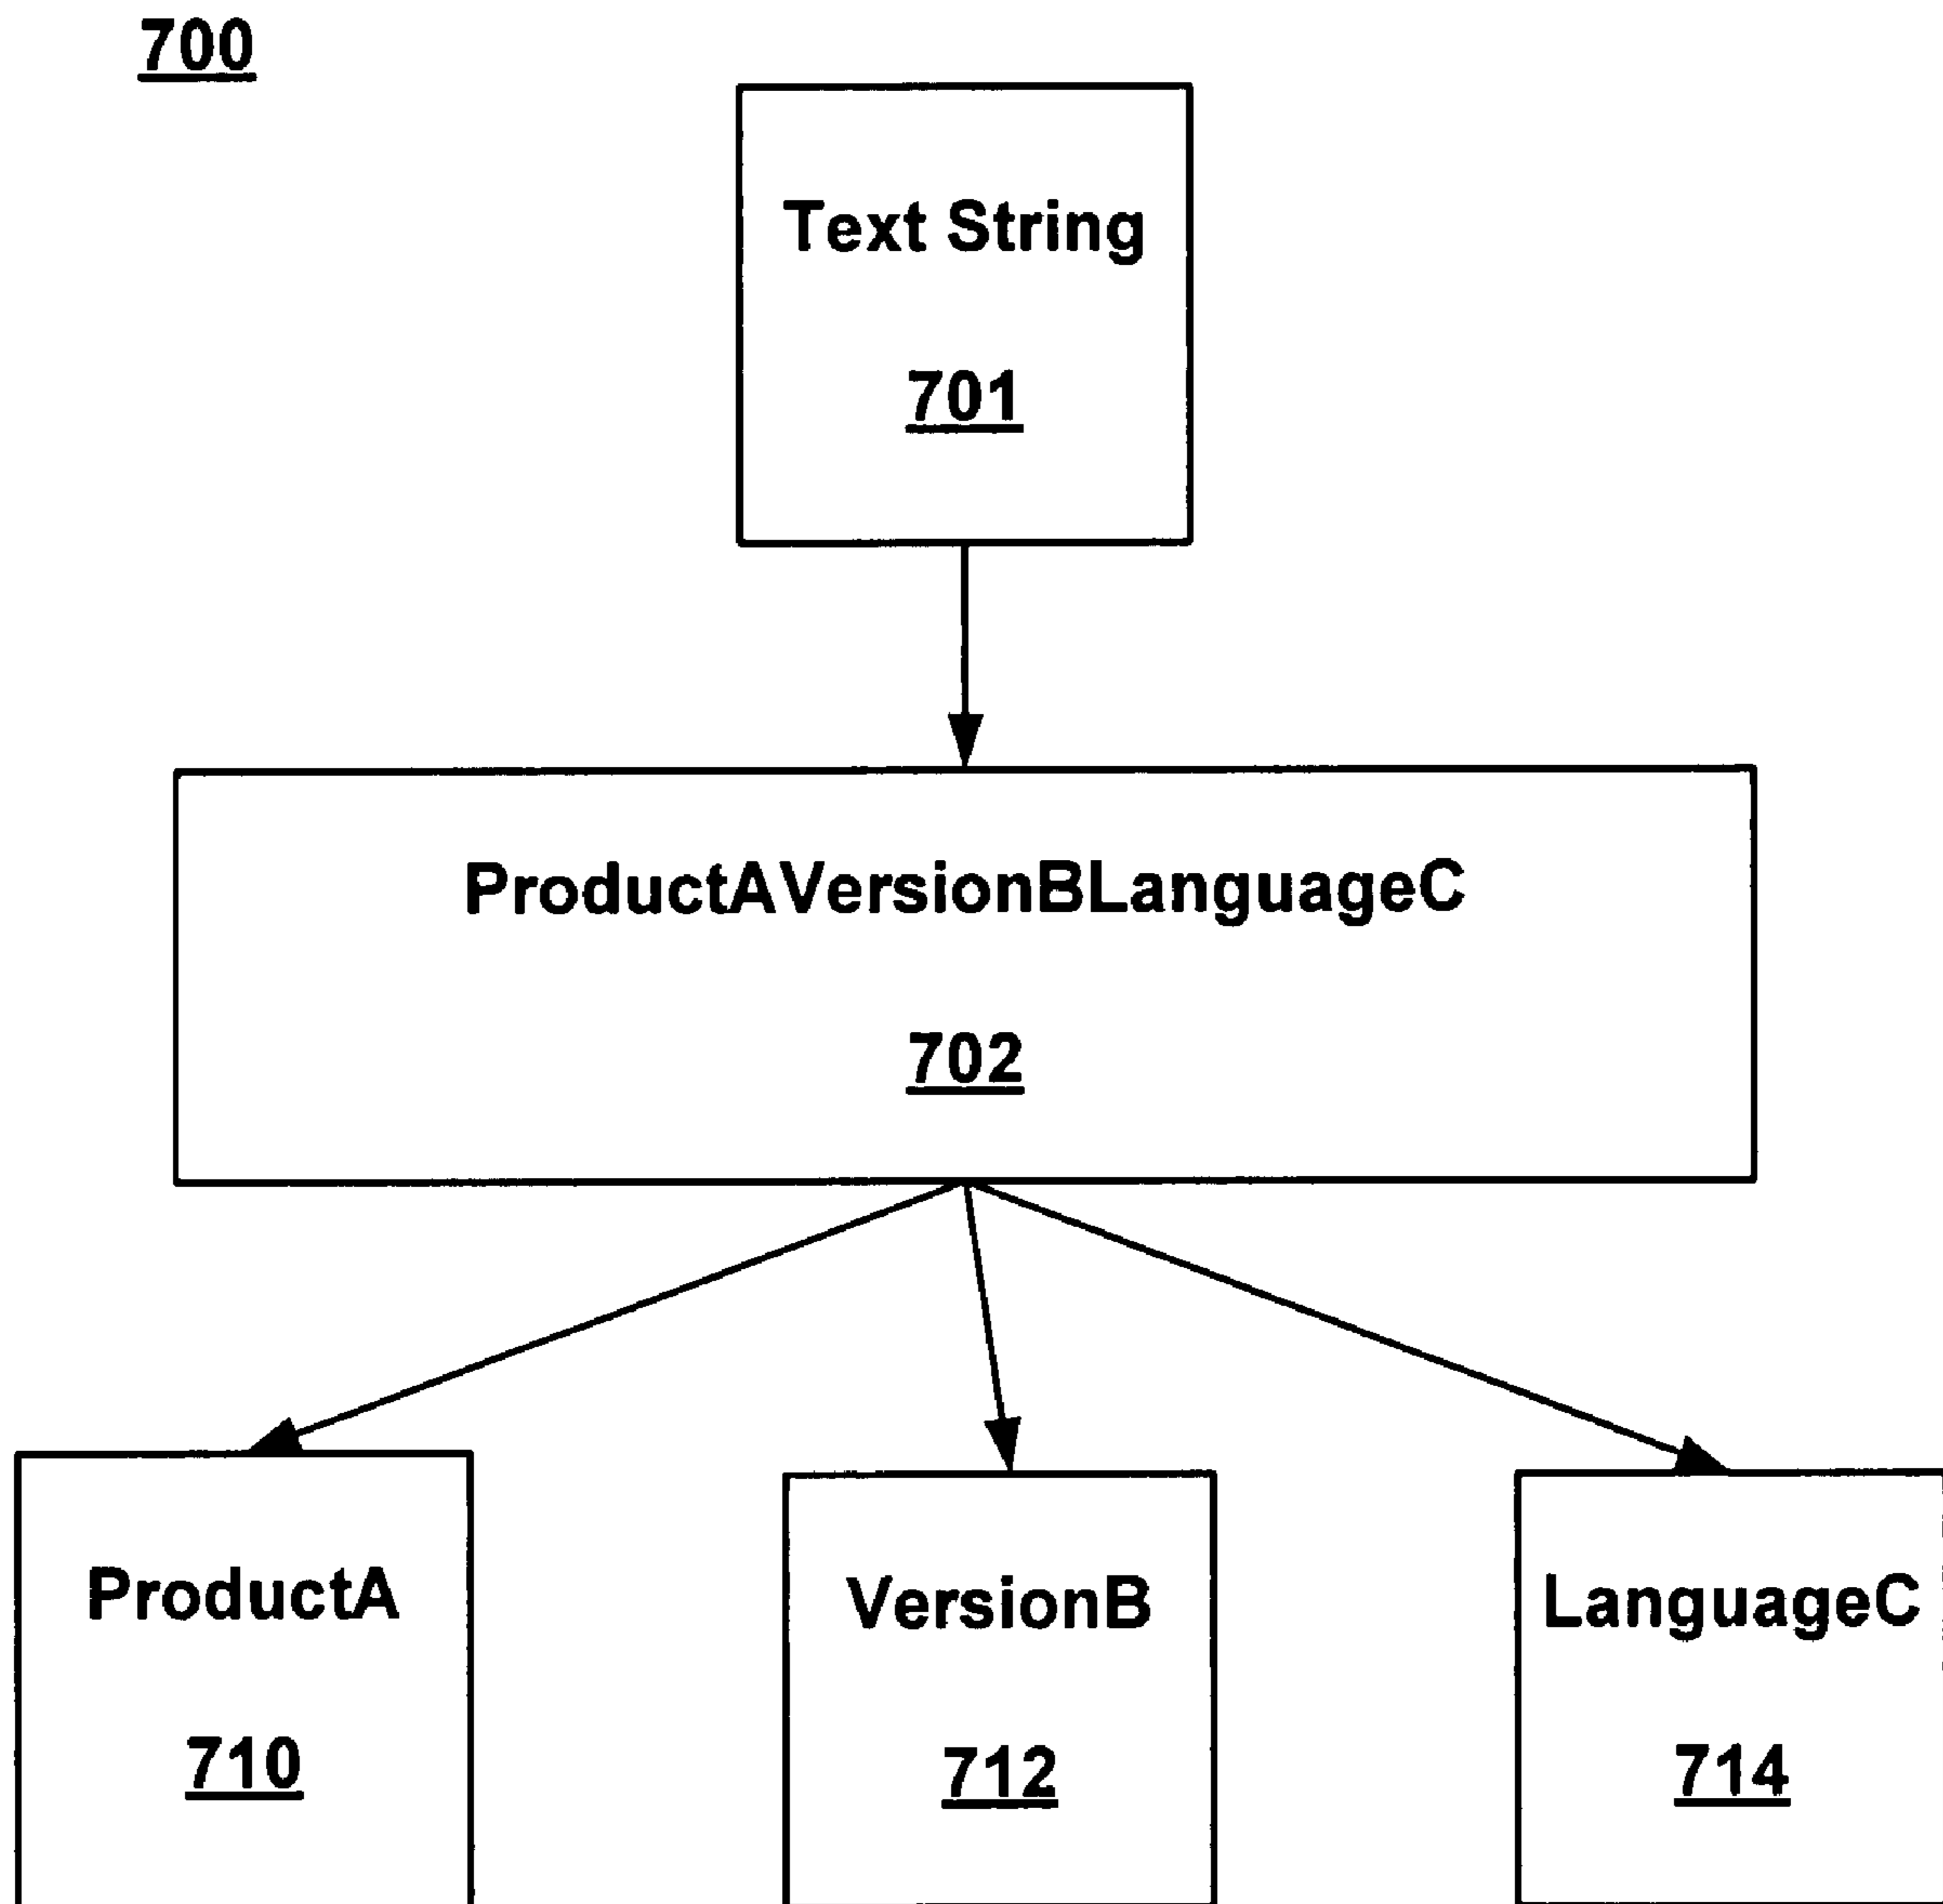 700
Text String
701
ProductAVersionBLanguageC
702
ProductA
710
VersionB
712
LanguageC
714